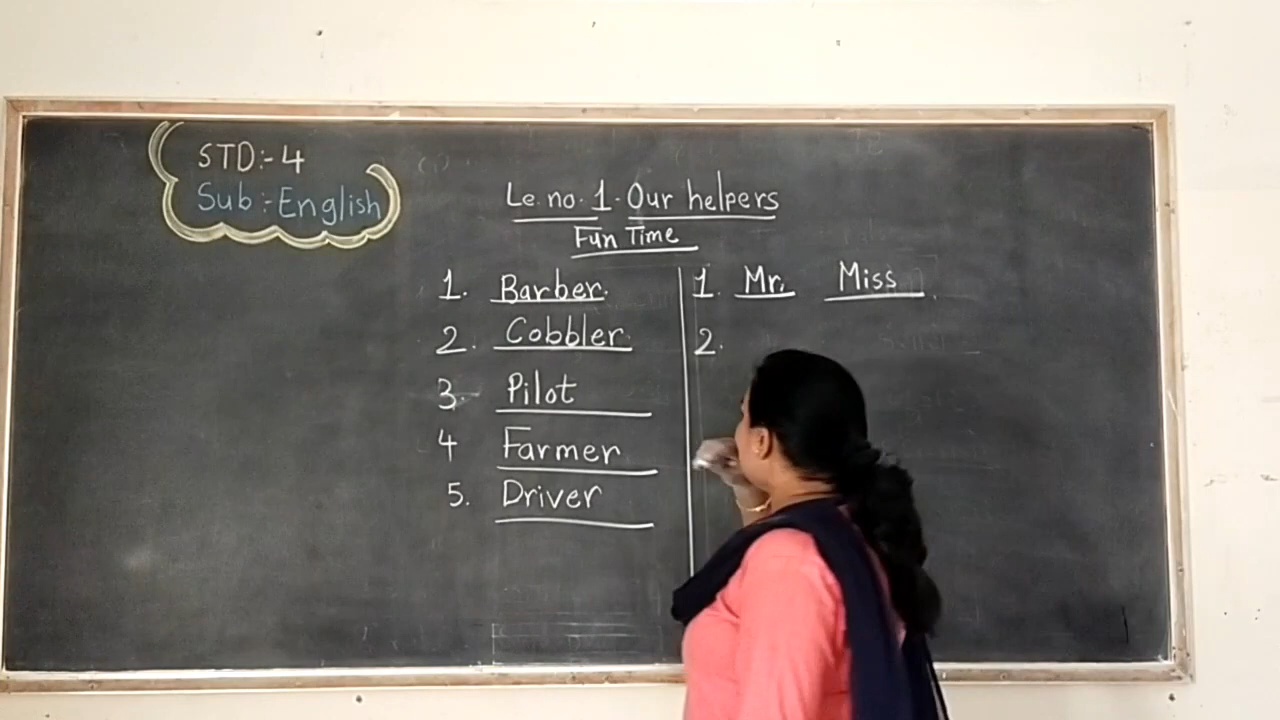 STD:- 4
Sub:- English
Le. no. 1. Our helpers
Fun Time
1. Barber.
2. Cobbler.
3. Pilot
4 Farmer
5. Driver
1. Mr. Miss
2.